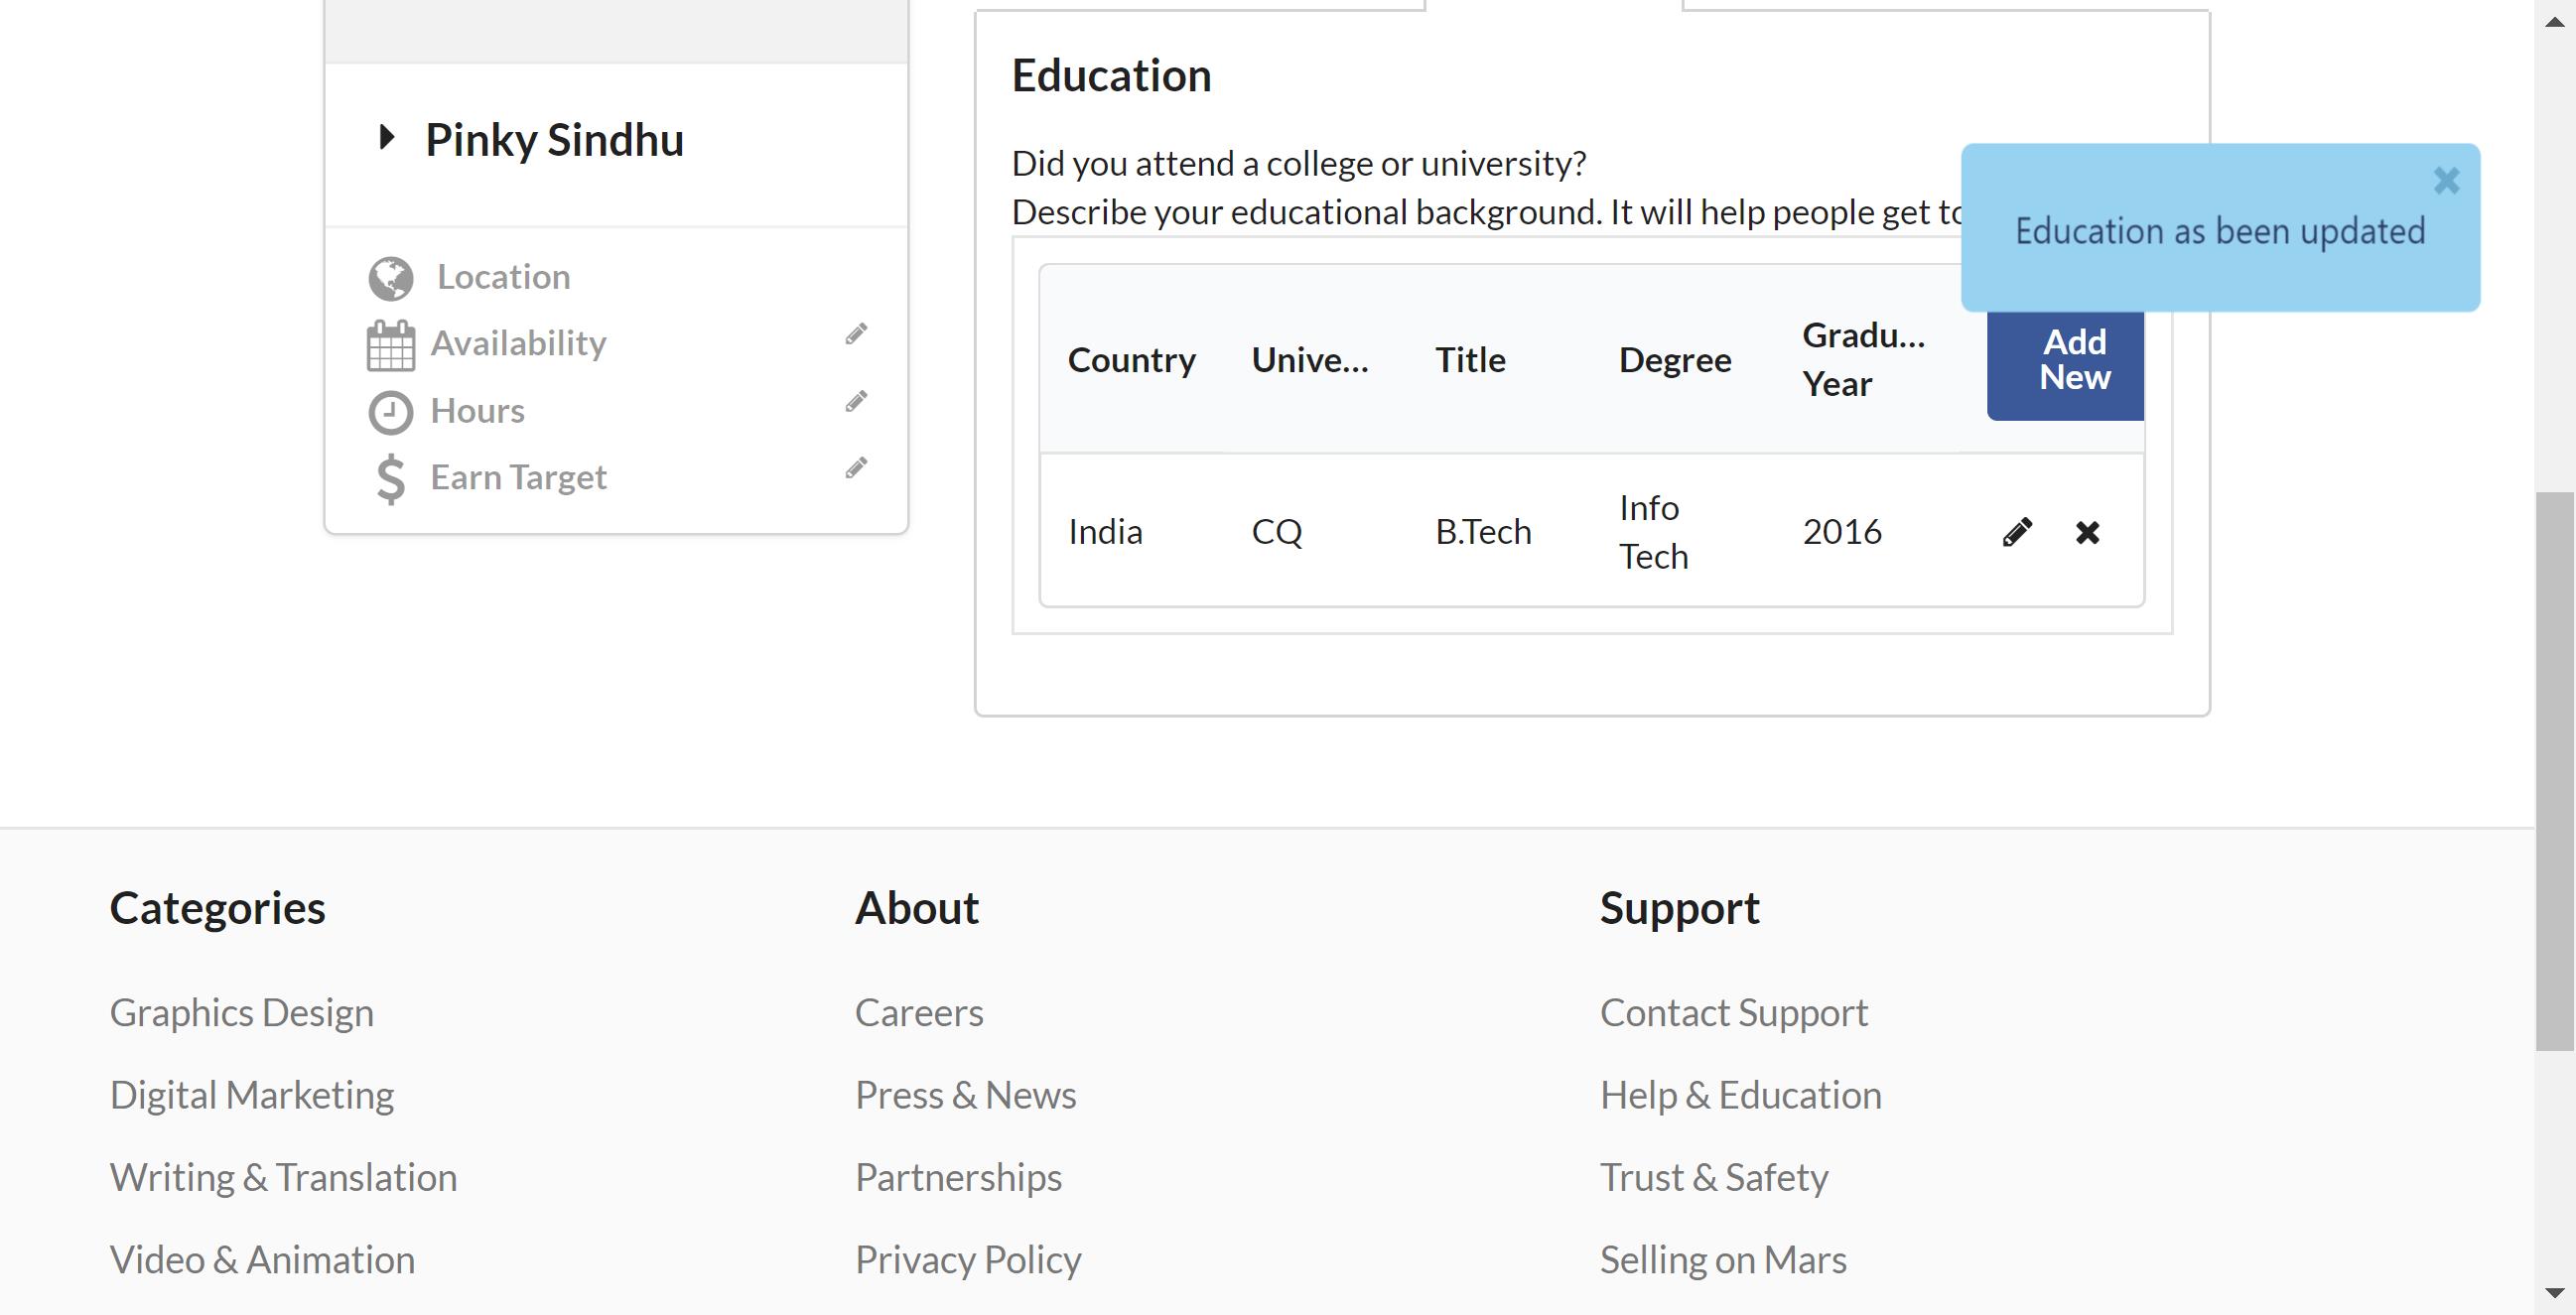 Pinky Sindhu
Location
Availability
Hours
Earn Target
Education
Did you attend a college or university?
Describe your educational background. It will help people get to
Education as been updated
Country Unive... Title Degree Gradu... Year Add New
India CQ B.Tech Info Tech 2016
Categories
Graphics Design
Digital Marketing
Writing & Translation
Video & Animation
About
Careers
Press & News
Partnerships
Privacy Policy
Support
Contact Support
Help & Education
Trust & Safety
Selling on Mars